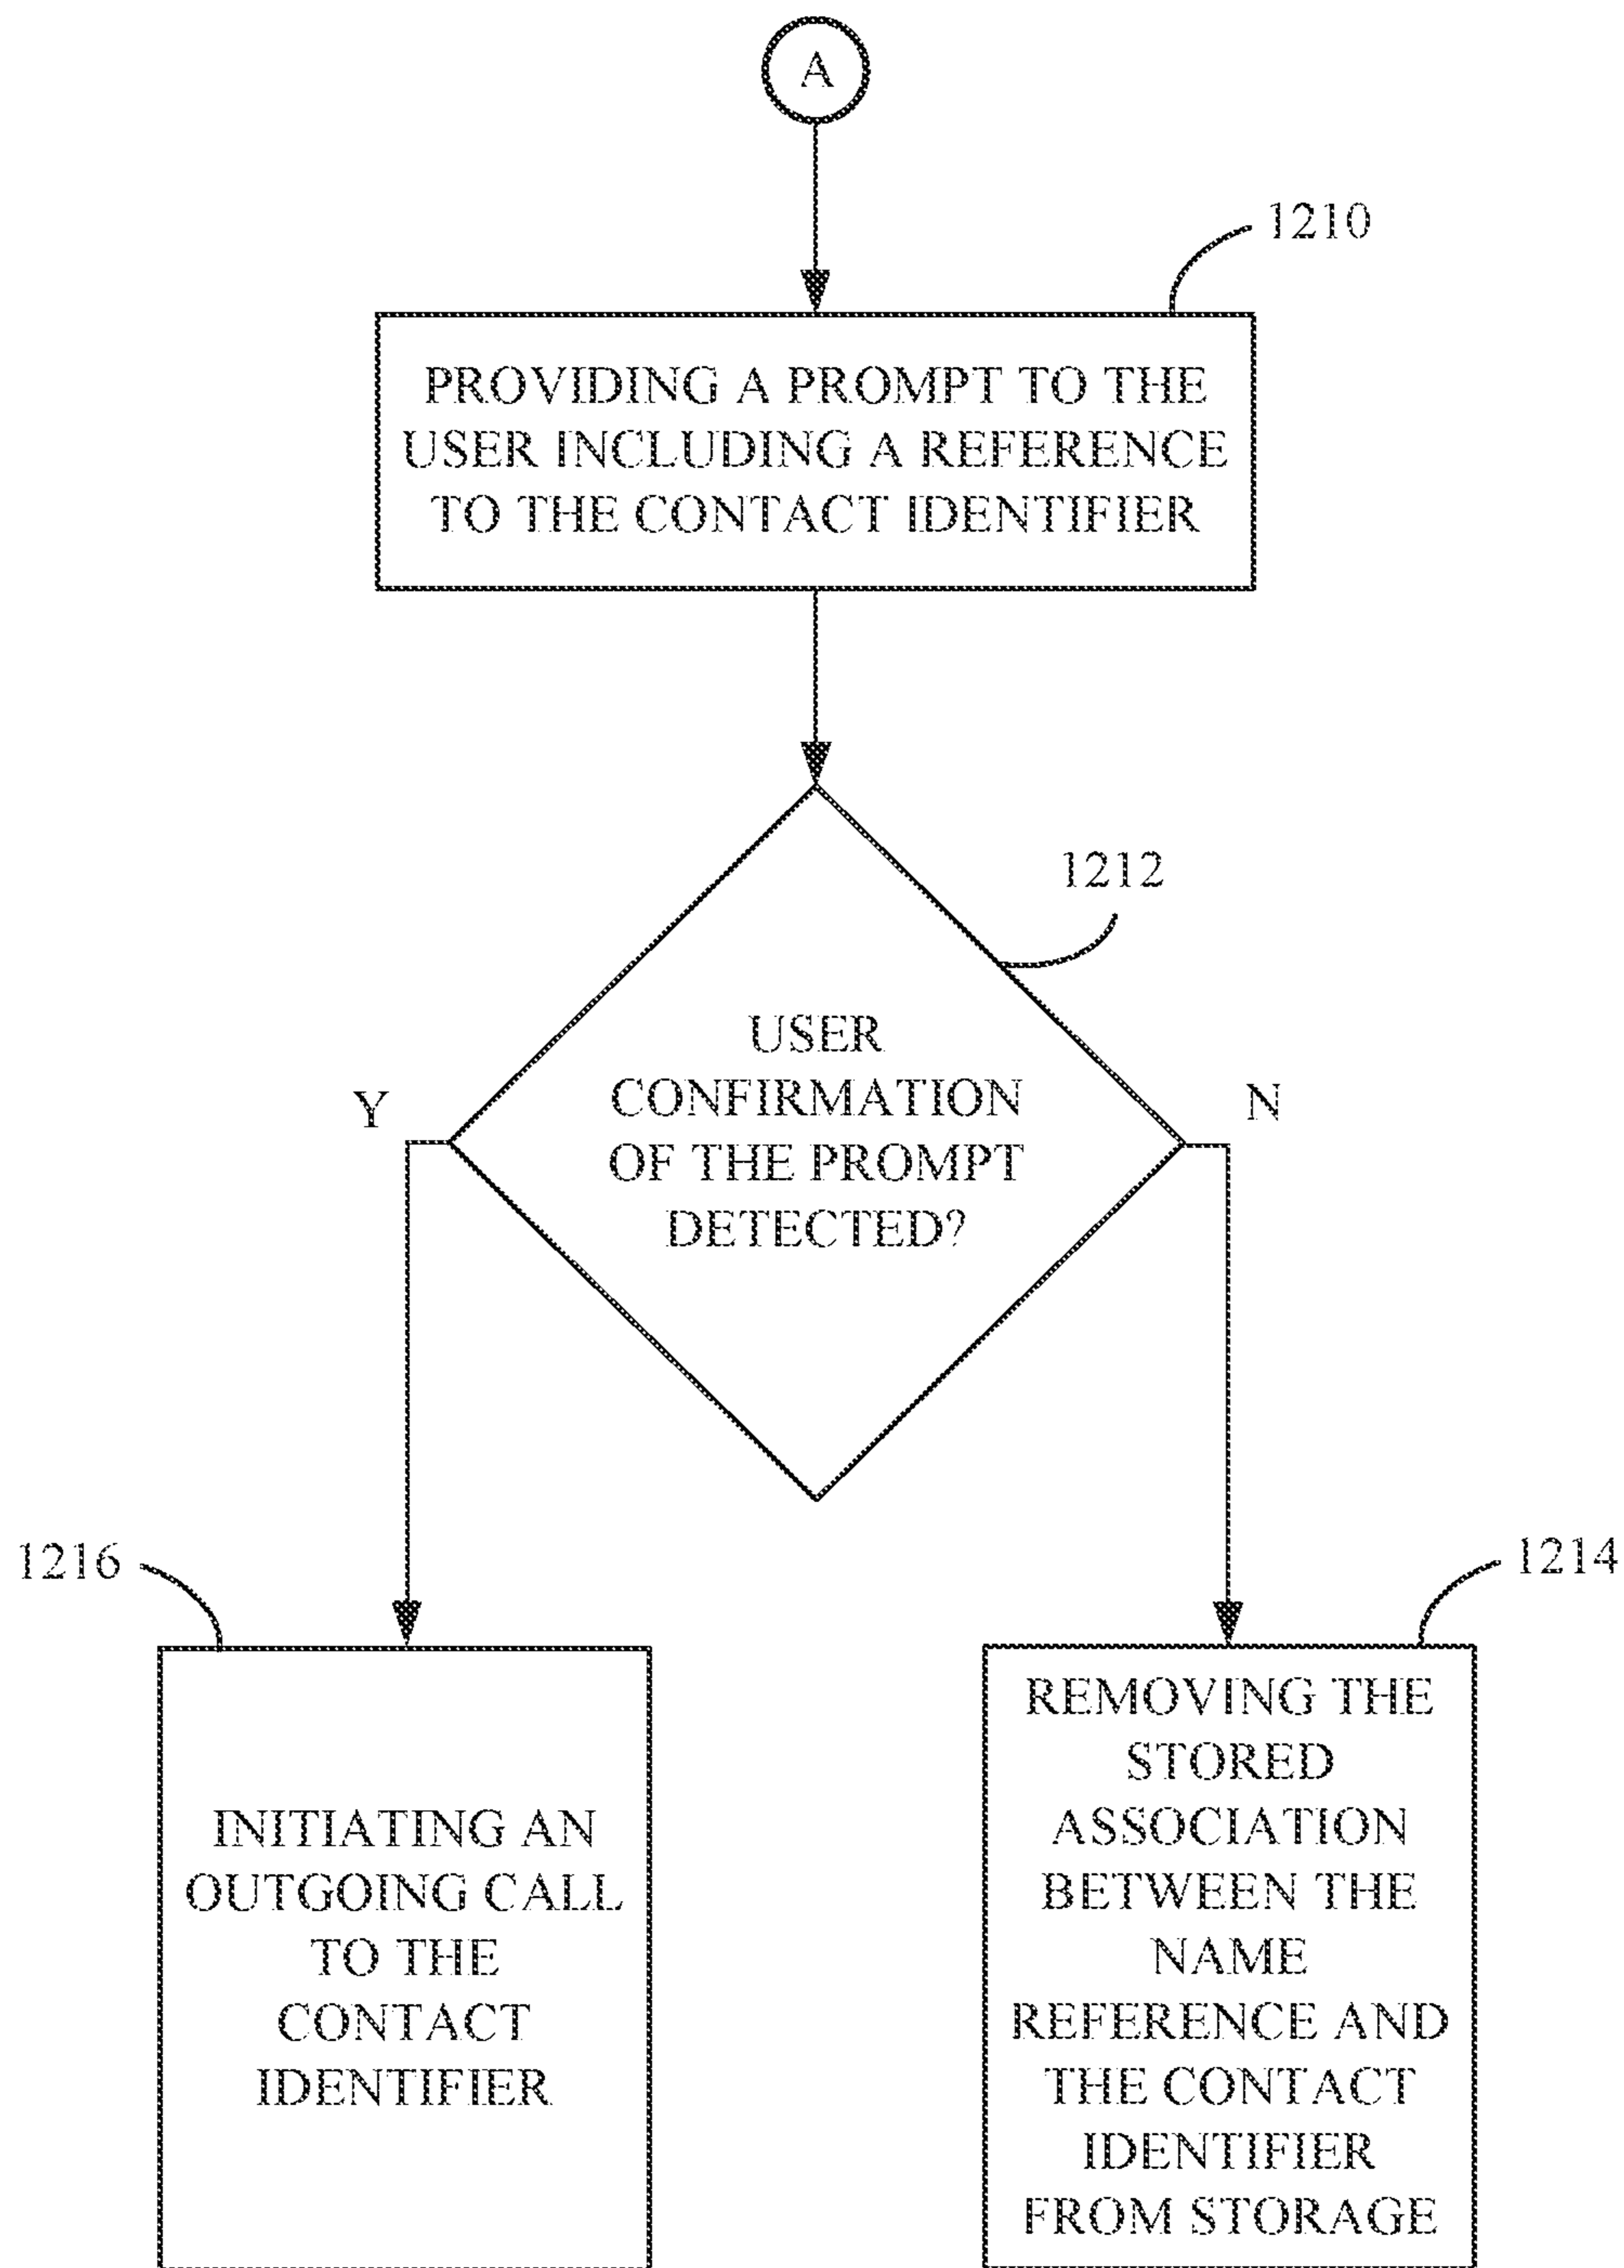 A
1210
PROVIDING A PROMPT TO THE
USER INCLUDING A REFERENCE
TO THE CONTACT IDENTIFIER
1212
USER
CONFIRMATION
OF THE PROMPT
DETECTED?
Y
N
1216
INITIATING AN
OUTGOING CALL
TO THE
CONTACT
IDENTIFIER
1214
REMOVING THE
STORED
ASSOCIATION
BETWEEN THE
NAME
REFERENCE AND
THE CONTACT
IDENTIFIER
FROM STORAGE